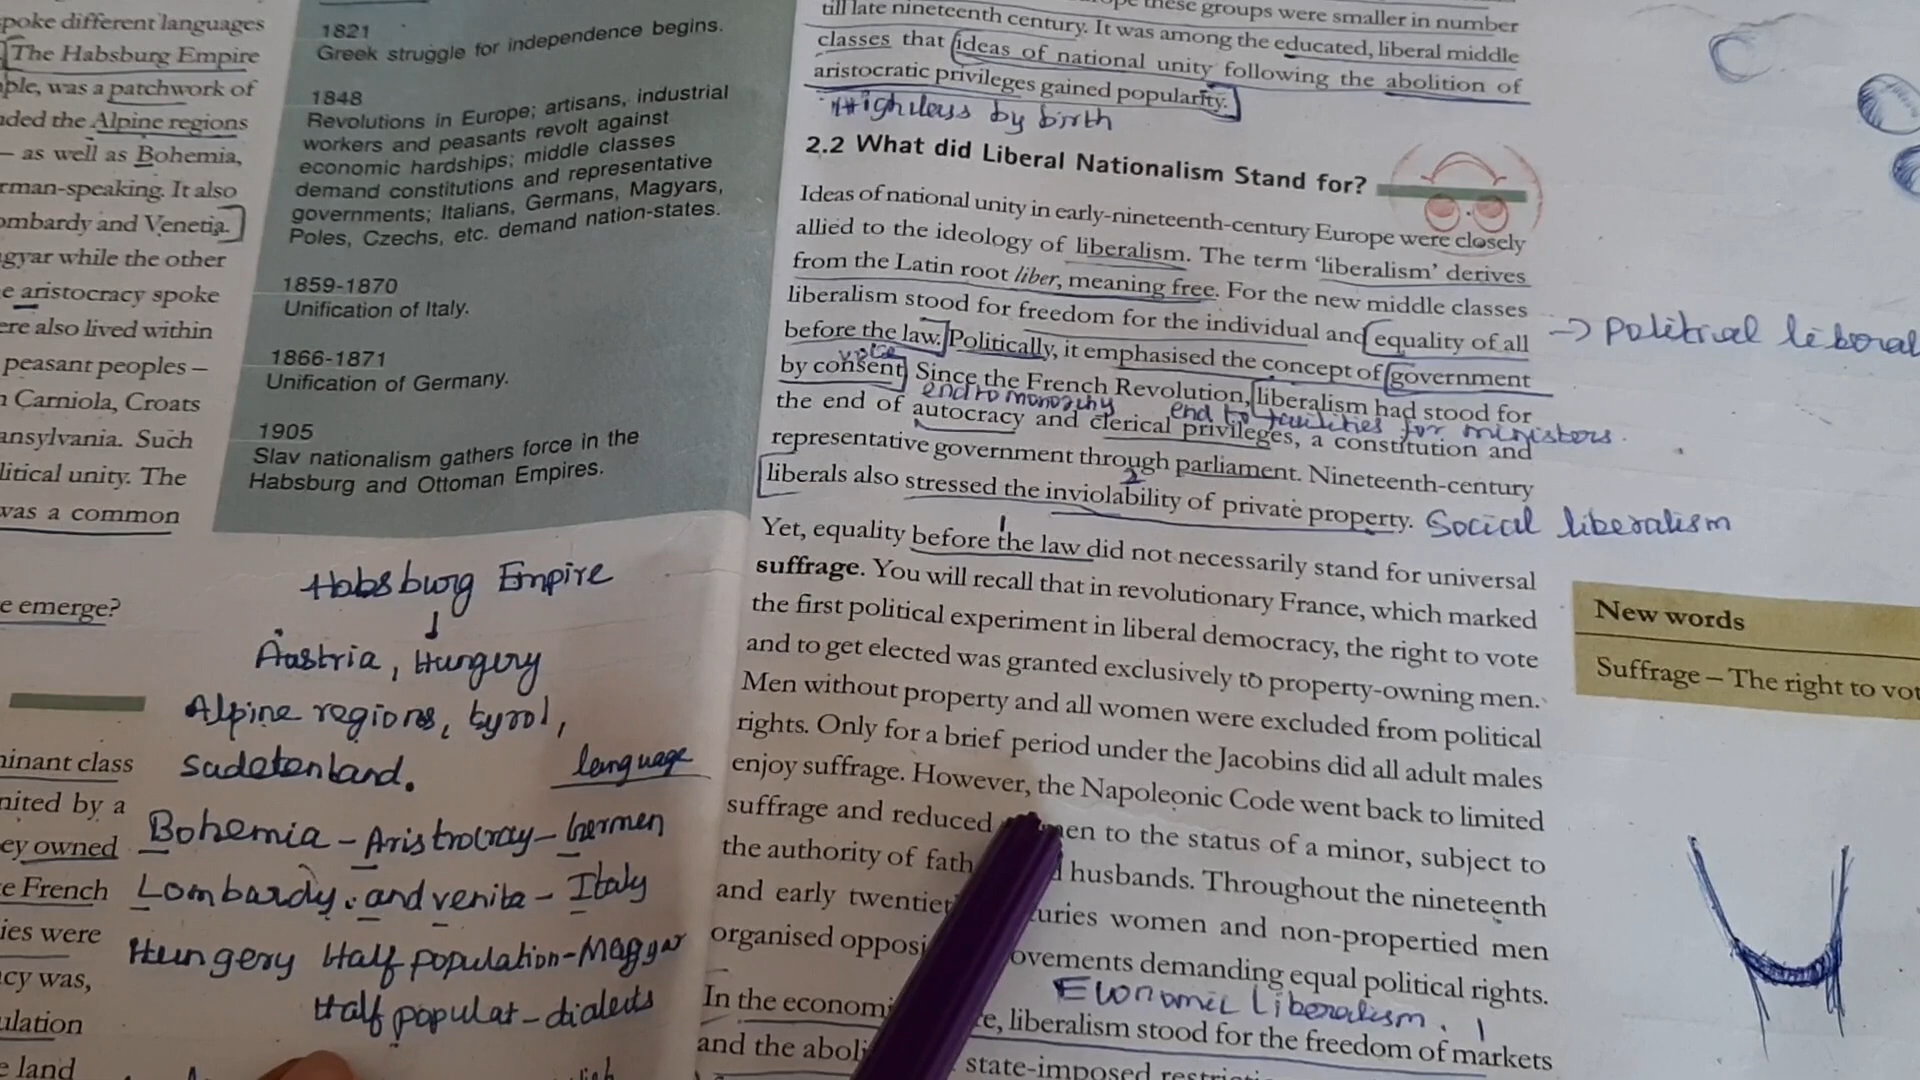 spoke different languages
The Habsburg Empire
ple, was a patchwork of
ded the Alpine regions
– as well as Bohemia,
rman-speaking. It also
ombardy and Venetia.
gyar while the other
e aristocracy spoke
ere also lived within
peasant peoples –
n Carniola, Croats
ansylvania. Such
litical unity. The
was a common
e emerge?
ninant class
nited by a
ey owned
e French
ies were
cy was,
ulation
e land
1821
Greek struggle for independence begins.
1848
Revolutions in Europe; artisans, industrial
workers and peasants revolt against
economic hardships; middle classes
demand constitutions and representative
governments; Italians, Germans, Magyars,
Poles, Czechs, etc. demand nation-states.
1859-1870
Unification of Italy.
1866-1871
Unification of Germany.
1905
Slav nationalism gathers force in the
Habsburg and Ottoman Empires.
Habsburg Empire
Austria, Hungery
Alpine regions, tyrol,
sudetenland.
language
Bohemia - Aristrocray - Germen
Lombardy. and venita - Italy
Hungery Half population - Maggar
Half populat - dialects
these groups were smaller in number
till late nineteenth century. It was among the educated, liberal middle
classes that ideas of national unity following the abolition of
aristocratic privileges gained popularity.
High class by birth
2.2 What did Liberal Nationalism Stand for?
Ideas of national unity in early-nineteenth-century Europe were closely
allied to the ideology of liberalism. The term ‘liberalism’ derives
from the Latin root liber, meaning free. For the new middle classes
liberalism stood for freedom for the individual and equality of all
→ political liberal
before the law. Politically, it emphasised the concept of government
by consent. Since the French Revolution, liberalism had stood for
end to monarchy end to facilities for ministers.
the end of autocracy and clerical privileges, a constitution and
representative government through parliament. Nineteenth-century
2
liberals also stressed the inviolability of private property.
Social liberalism
1
Yet, equality before the law did not necessarily stand for universal
suffrage. You will recall that in revolutionary France, which marked
the first political experiment in liberal democracy, the right to vote
and to get elected was granted exclusively to property-owning men.
Men without property and all women were excluded from political
rights. Only for a brief period under the Jacobins did all adult males
enjoy suffrage. However, the Napoleonic Code went back to limited
suffrage and reduced men to the status of a minor, subject to
the authority of fath husbands. Throughout the nineteenth
and early twentiet uries women and non-propertied men
organised opposi ovements demanding equal political rights.
Economic Liberalism. 1
In the economi e, liberalism stood for the freedom of markets
and the aboli state-imposed
New words
Suffrage – The right to vot